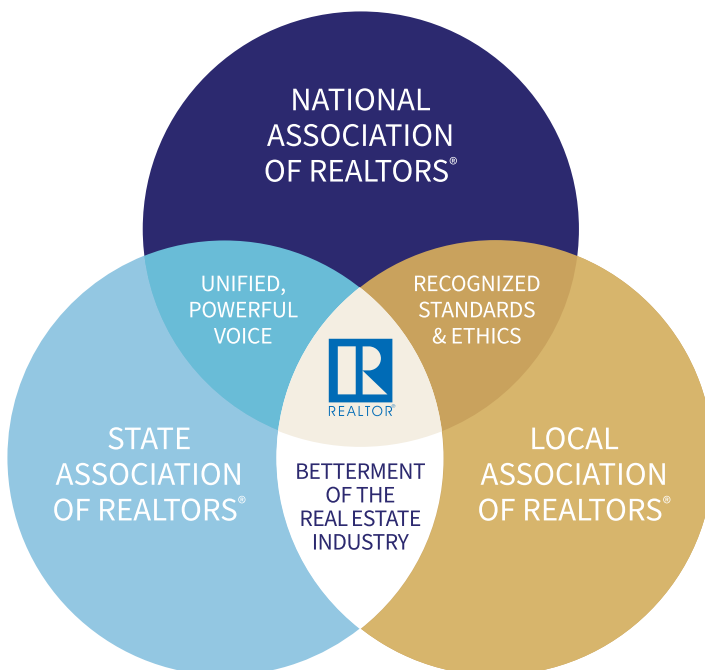 NATIONAL
ASSOCIATION
OF REALTORS®
UNIFIED,
POWERFUL
VOICE
RECOGNIZED
STANDARDS
& ETHICS
R
REALTOR®
STATE
ASSOCIATION
OF REALTORS®
BETTERMENT
OF THE
REAL ESTATE
INDUSTRY
LOCAL
ASSOCIATION
OF REALTORS®